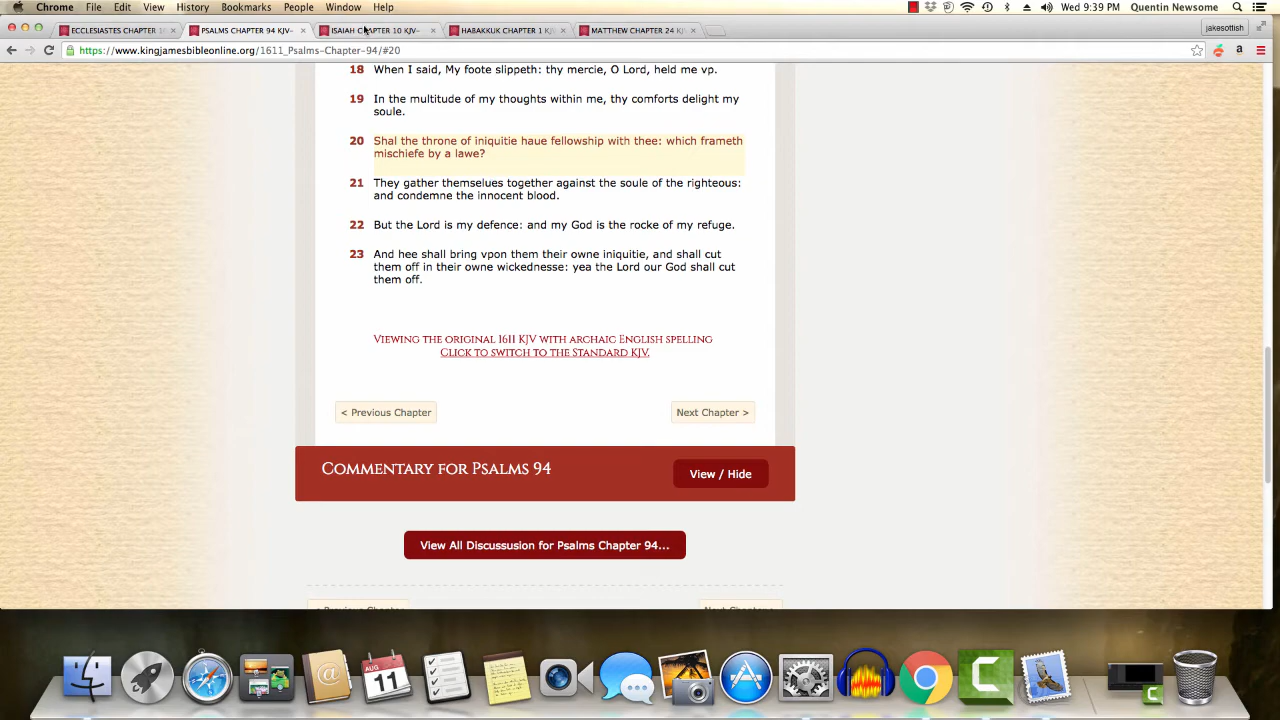 Chrome File Edit View History Bookmarks People Window Help Wed 9:39 PM Quentin Newsome
ECCLESIASTES CHAPTER PSALMS CHAPTER 94 KJV- ISAIAH CHAPTER 10 KJV- HABAKKUK CHAPTER 1 KJ MATTHEW CHAPTER 24 KJ jakesottish
https://www.kingjamesbibleonline.org/1611_Psalms-Chapter-94/#20
18 When I said, My foote slippeth: thy mercie, O Lord, held me vp.
19 In the multitude of my thoughts within me, thy comforts delight my
soule.
20 Shal the throne of iniquitie haue fellowship with thee: which frameth
mischiefe by a lawe?
21 They gather themselues together against the soule of the righteous:
and condemne the innocent blood.
22 But the Lord is my defence: and my God is the rocke of my refuge.
23 And hee shall bring vpon them their owne iniquitie, and shall cut
them off in their owne wickednesse: yea the Lord our God shall cut
them off.
Viewing the original 1611 KJV with archaic English spelling
Click to switch to the Standard KJV.
< Previous Chapter Next Chapter >
Commentary for Psalms 94 View / Hide
View All Discussusion for Psalms Chapter 94...
< Previous Chapter Next Chapter >
AUG
11